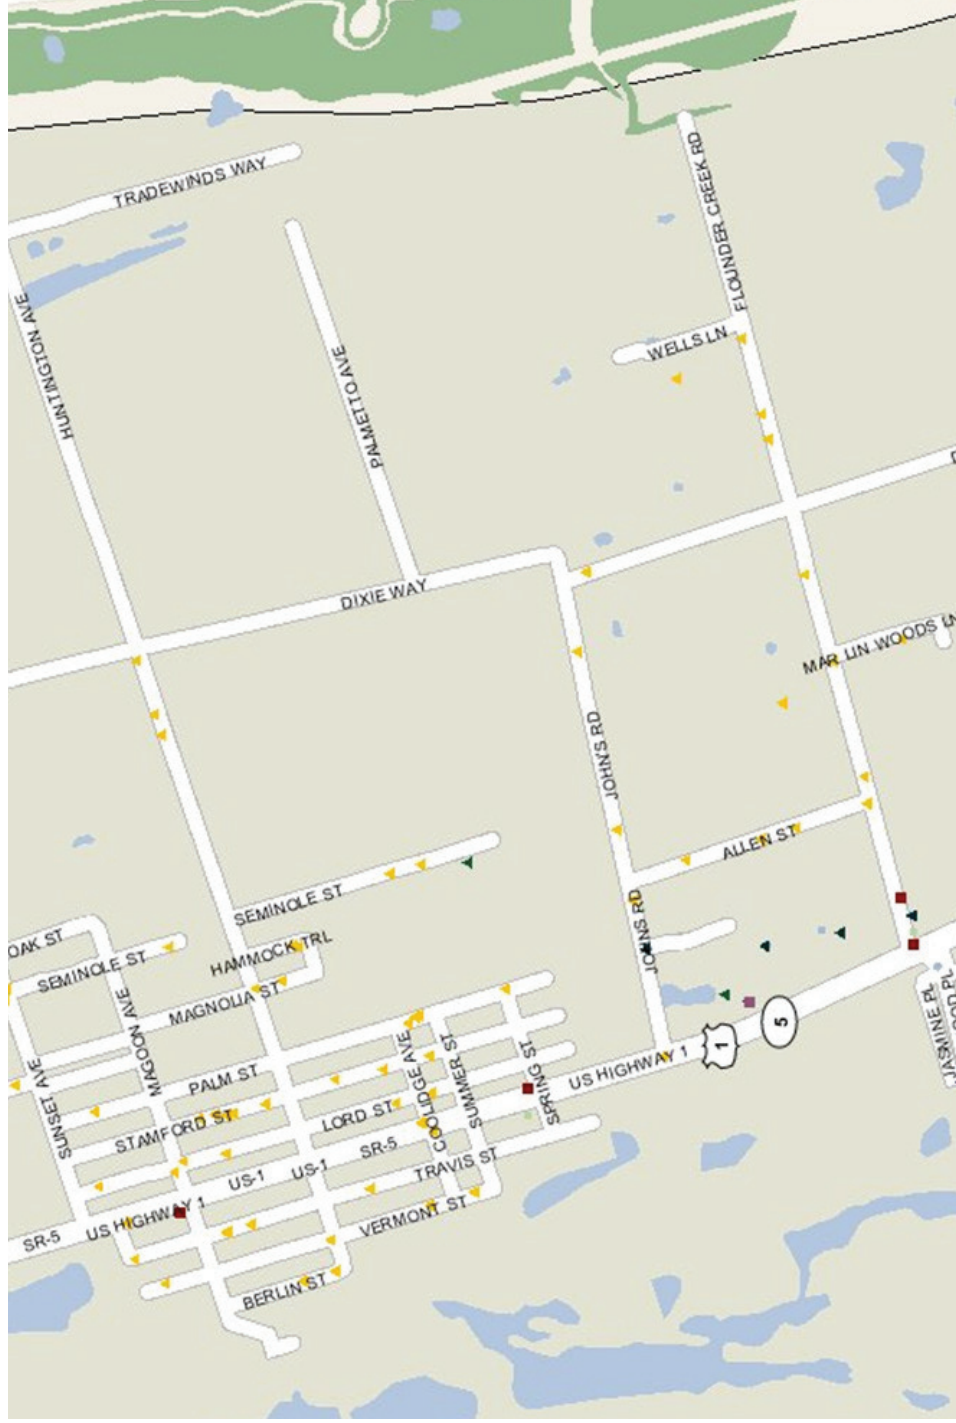 TRADEWINDS WAY
FLOUNDER CREEK RD
HUNTINGTON AVE
PALMETTO AVE
WELLS LN
DIXIE WAY
MARLIN WOODS LN
JOHNS RD
ALLEN ST
SEMINOLE ST
OAK ST
SEMINOLE ST
HAMMOCK TRL
JOHNS RD
MAGNOLIA ST
MAGOON AVE
JASMINE PL
SUNSET AVE
PALM ST
COOLIDGE AVE
SUMMER ST
SPRING ST
US HIGHWAY 1
1
5
STAMFORD ST
LORD ST
SR-5
US-1
US-1
TRAVIS ST
US HIGHWAY 1
SR-5
VERMONT ST
BERLIN ST